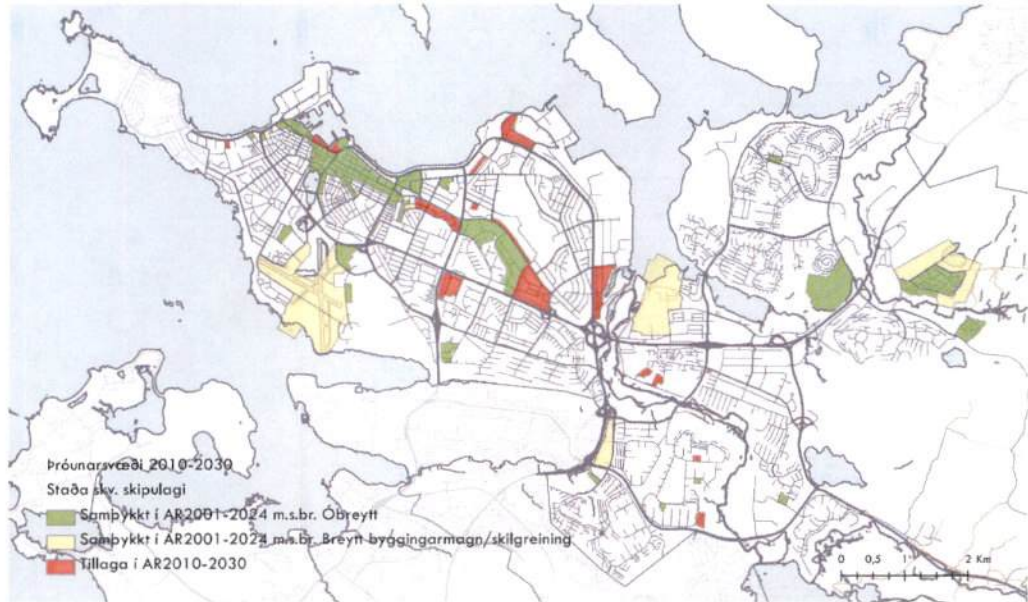 Þróunarsvæði 2010-2030
Staða skv. skipulagi
Samþykkt í AR2001-2024 m.s.br. Óbreytt
Samþykkt í AR2001-2024 m.s.br. Breytt byggingarmagn/skilgreining
Tillaga í AR2010-2030
0 0,5 1 2 Km